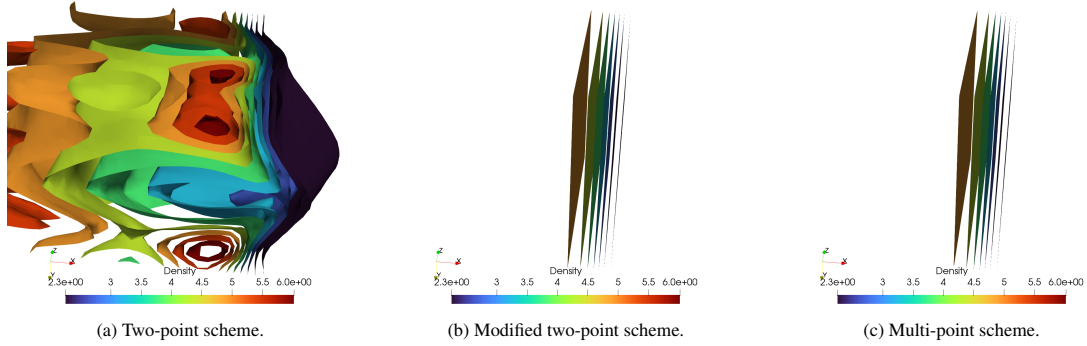 Z
X
Y
Density
2.3e+00 3 3.5 4 4.5 5 5.5 6.0e+00
(a) Two-point scheme.
Z
X
Y
Density
2.3e+00 3 3.5 4 4.5 5 5.5 6.0e+00
(b) Modified two-point scheme.
Z
X
Y
Density
2.3e+00 3 3.5 4 4.5 5 5.5 6.0e+00
(c) Multi-point scheme.